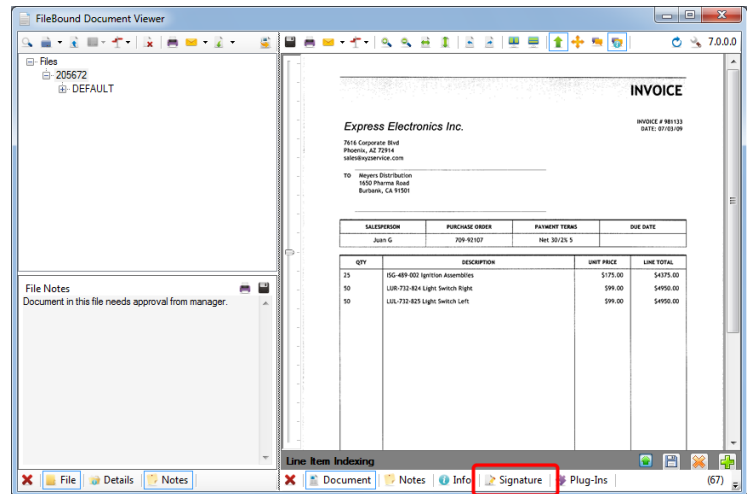 FileBound Document Viewer
7.0.0.0
Files
205672
DEFAULT
File Notes
Document in this file needs approval from manager.
File
Details
Notes
INVOICE
Express Electronics Inc.
INVOICE # 981133
DATE: 07/03/09
7616 Corporate Blvd
Phoenix, AZ 72914
sales@xyzservice.com
TO Meyers Distribution
1650 Pharma Road
Burbank, CA 91501
SALESPERSON PURCHASE ORDER PAYMENT TERMS DUE DATE
Juan G 709-92107 Net 30/2% 5
QTY DESCRIPTION UNIT PRICE LINE TOTAL
25 ISG-489-002 Ignition Assemblies $175.00 $4375.00
50 LUR-732-824 Light Switch Right $99.00 $4950.00
50 LUL-732-825 Light Switch Left $99.00 $4950.00
Line Item Indexing
Document Notes Info Signature Plug-Ins (67)